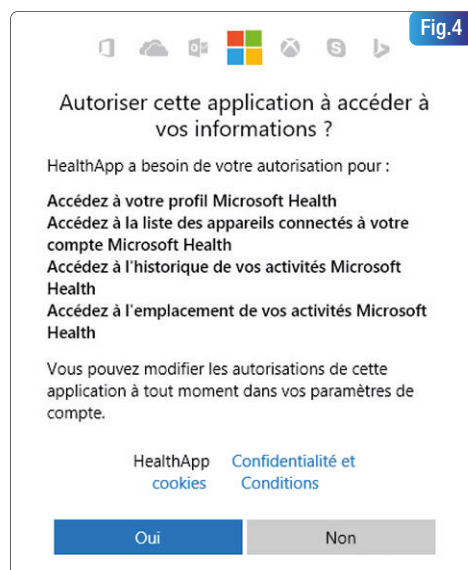 Fig.4
Autoriser cette application à accéder à
vos informations ?
HealthApp a besoin de votre autorisation pour :
Accédez à votre profil Microsoft Health
Accédez à la liste des appareils connectés à votre
compte Microsoft Health
Accédez à l'historique de vos activités Microsoft
Health
Accédez à l'emplacement de vos activités Microsoft
Health
Vous pouvez modifier les autorisations de cette
application à tout moment dans vos paramètres de
compte.
HealthApp Confidentialité et
cookies Conditions
Oui Non